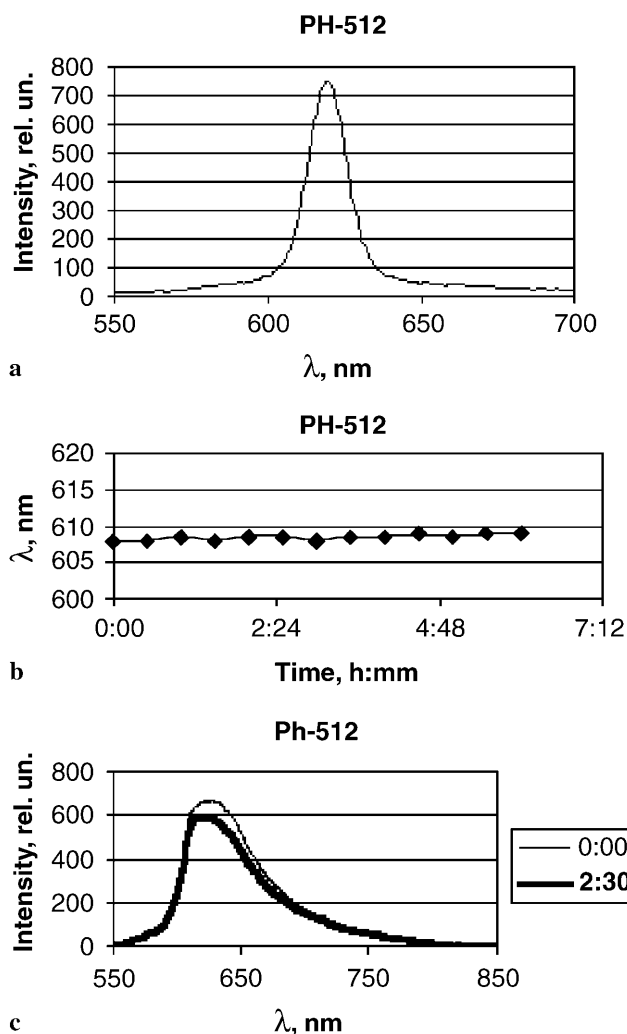 PH-512
Intensity, rel. un.
800
700
600
500
400
300
200
100
0
550 600 650 700
λ, nm
a
PH-512
λ, nm
620
615
610
605
600
0:00 2:24 4:48 7:12
Time, h:mm
b
Ph-512
Intensity, rel. un.
800
600
400
200
0
550 650 750 850
λ, nm
0:00
2:30
c